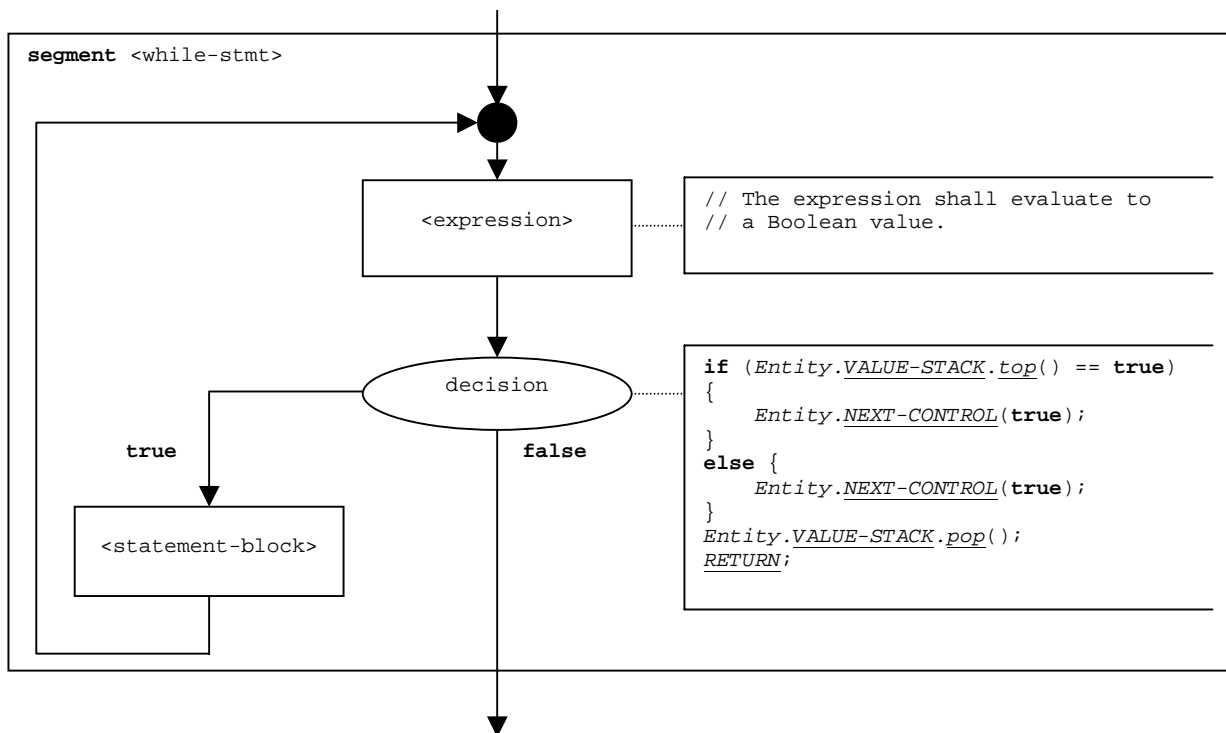 segment <while-stmt>
<expression>
// The expression shall evaluate to
// a Boolean value.
decision
true
false
if (Entity.VALUE-STACK.top() == true)
{
Entity.NEXT-CONTROL(true);
}
else {
Entity.NEXT-CONTROL(true);
}
Entity.VALUE-STACK.pop();
RETURN;
<statement-block>